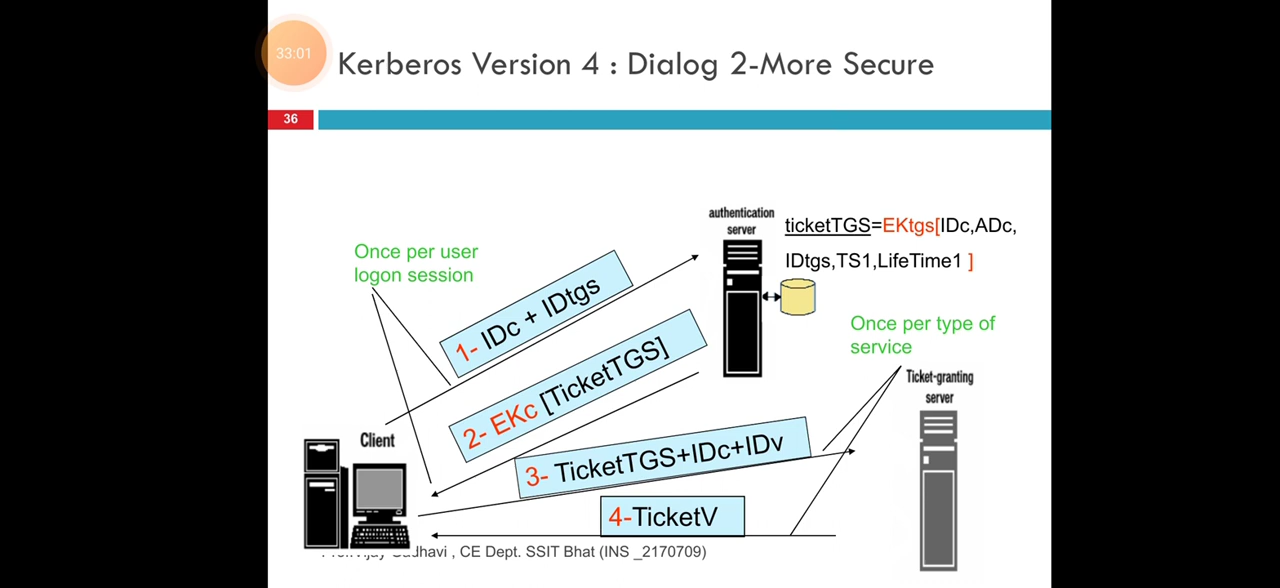 33:01
Kerberos Version 4 : Dialog 2-More Secure
36
authentication
server
ticketTGS=EKtgs[IDc,ADc,
IDtgs,TS1,LifeTime1 ]
Once per user
logon session
1- IDc + IDtgs
Once per type of
service
2- EKc [TicketTGS]
Ticket-granting
server
Client
3- TicketTGS+IDc+IDv
4-TicketV
, CE Dept. SSIT Bhat (INS _2170709)